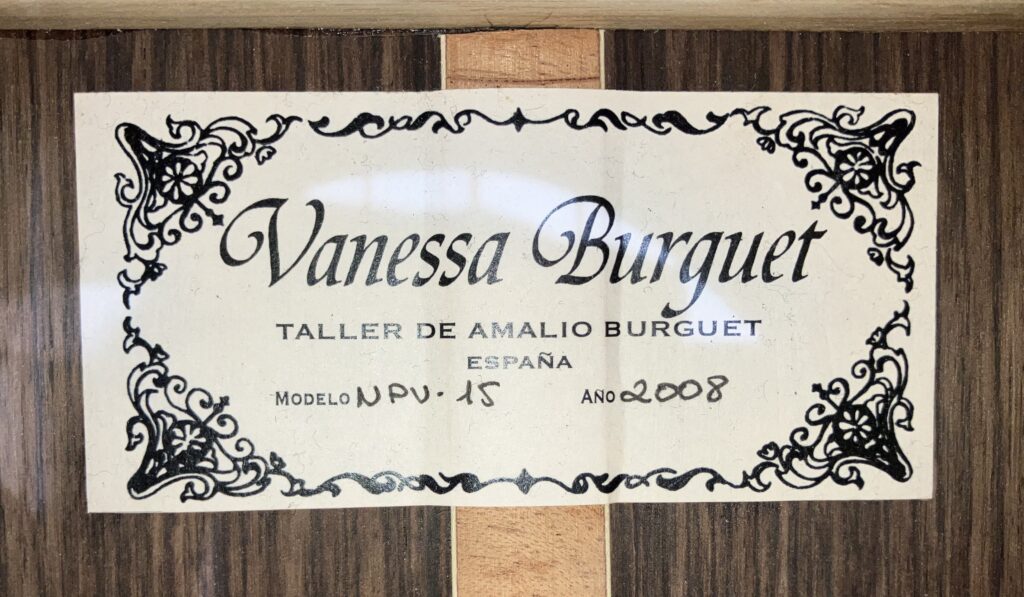 Vanessa Burguet
TALLER DE AMALIO BURGUET
ESPAÑA
MODELO NPV-15 AÑO 2008